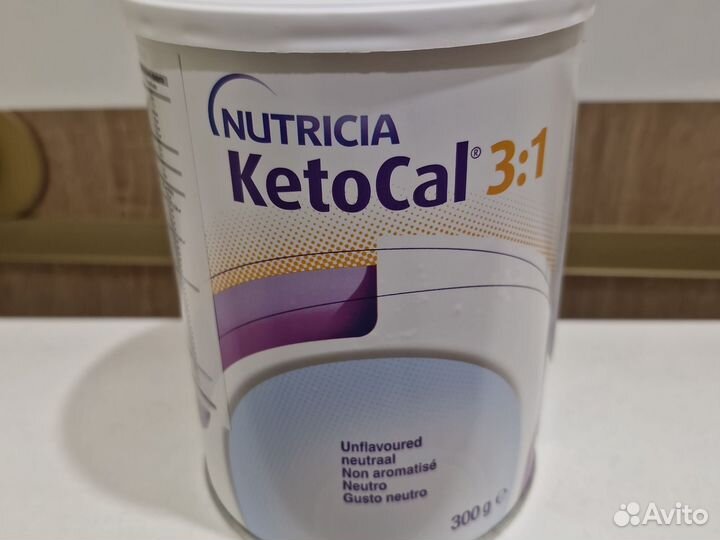 NUTRICIA
KetoCal® 3:1
Unflavoured
neutraal
Non aromatisé
Neutro
Gusto neutro
300 g ℮
Avito